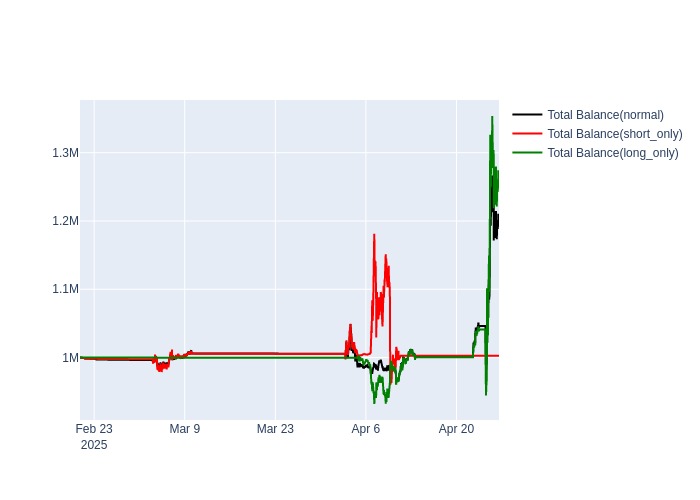 Total Balance(normal)
Total Balance(short_only)
Total Balance(long_only)
1.3M
1.2M
1.1M
1M
Feb 23
2025
Mar 9
Mar 23
Apr 6
Apr 20